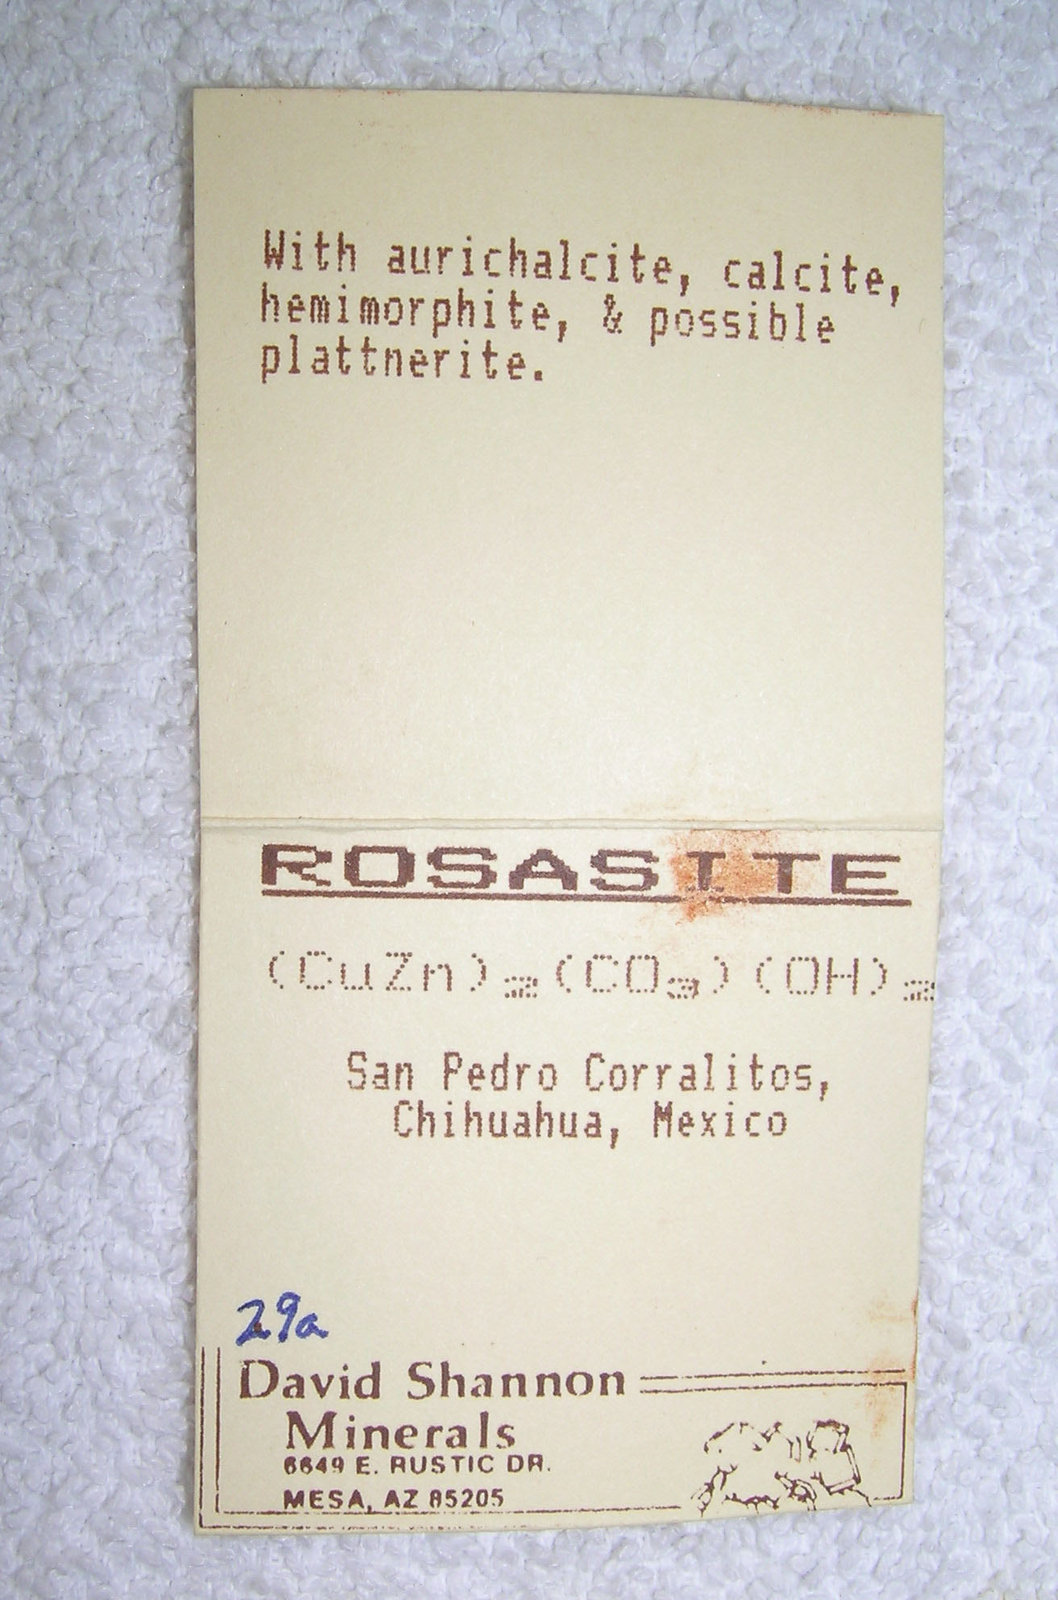 With aurichalcite, calcite,
hemimorphite, & possible
plattnerite.
ROSASITE
(CuZn)₂(CO₃)(OH)₂
San Pedro Corralitos,
Chihuahua, Mexico
29a
David Shannon
Minerals
6649 E. RUSTIC DR.
MESA, AZ 85205